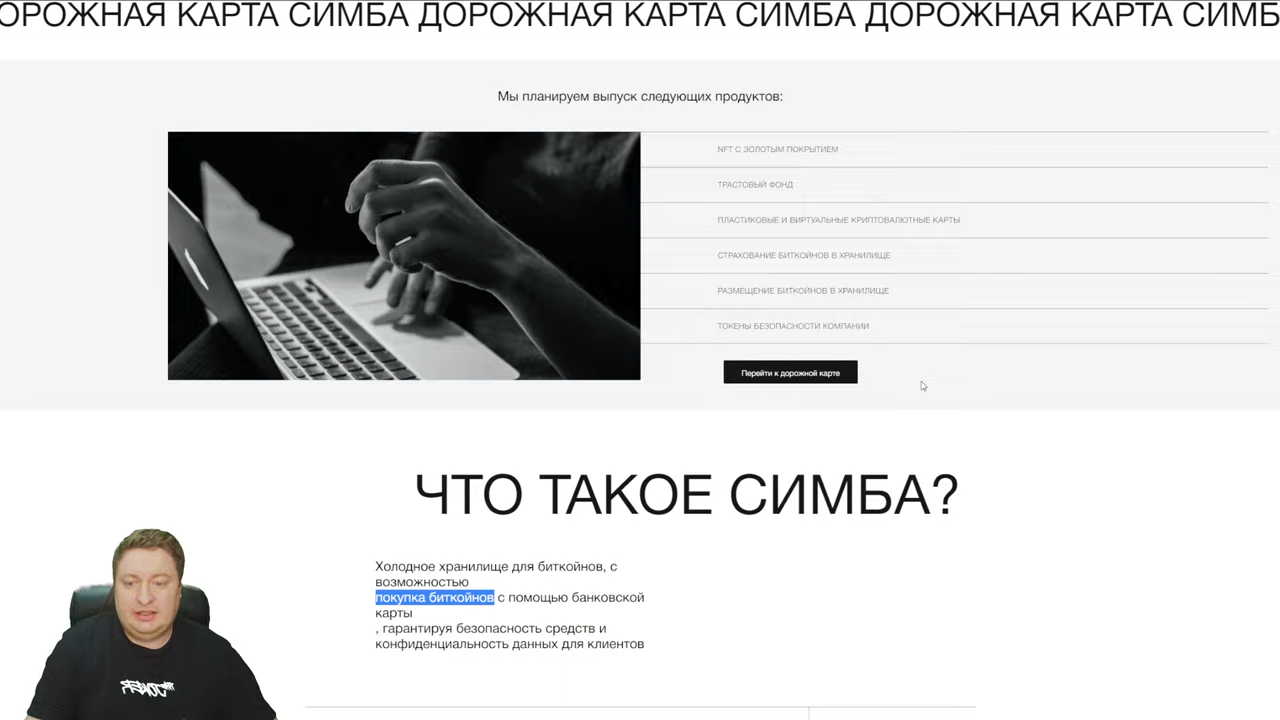 ОРОЖНАЯ КАРТА СИМБА ДОРОЖНАЯ КАРТА СИМБА ДОРОЖНАЯ КАРТА СИМБ
Мы планируем выпуск следующих продуктов:
NFT С ЗОЛОТЫМ ПОКРЫТИЕМ
ТРАСТОВЫЙ ФОНД
ПЛАСТИКОВЫЕ И ВИРТУАЛЬНЫЕ КРИПТОВАЛЮТНЫЕ КАРТЫ
СТРАХОВАНИЕ БИТКОЙНОВ В ХРАНИЛИЩЕ
РАЗМЕЩЕНИЕ БИТКОЙНОВ В ХРАНИЛИЩЕ
ТОКЕНЫ БЕЗОПАСНОСТИ КОМПАНИИ
Перейти к дорожной карте
ЧТО ТАКОЕ СИМБА?
Холодное хранилище для биткойнов, с
возможностью
покупка биткойнов с помощью банковской
карты
, гарантируя безопасность средств и
конфиденциальность данных для клиентов